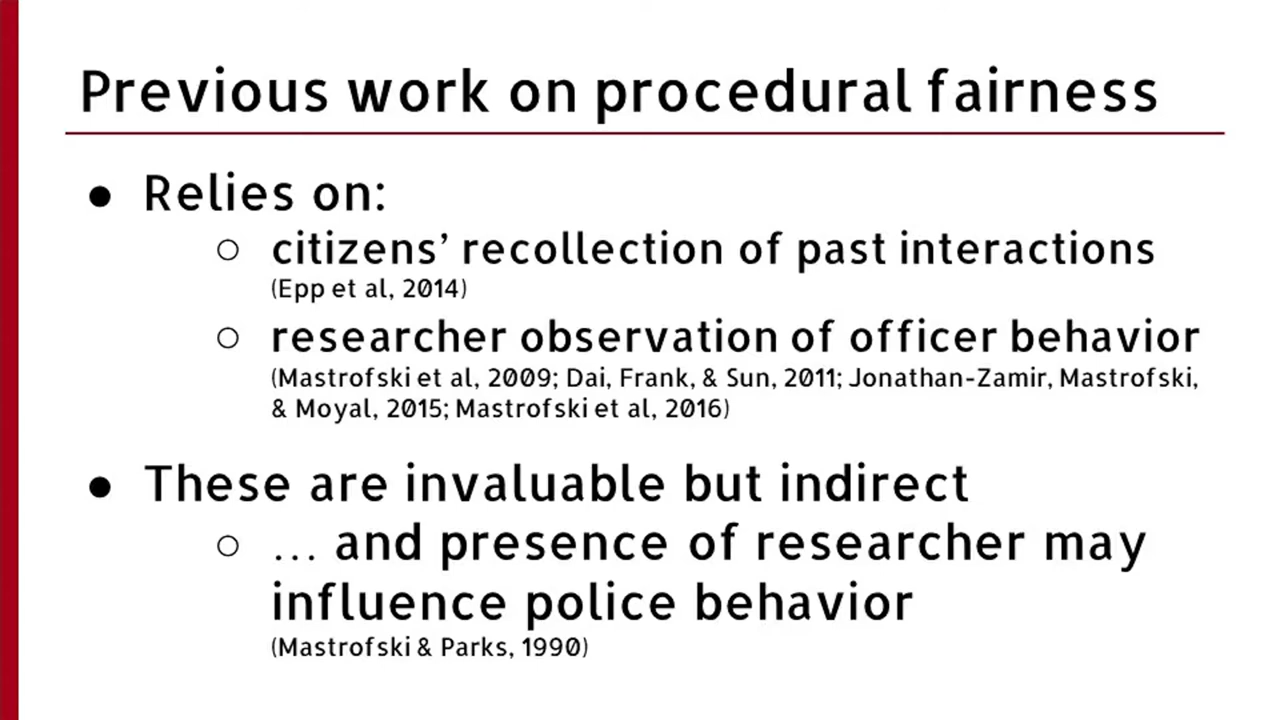 Previous work on procedural fairness
● Relies on:
○ citizens’ recollection of past interactions
(Epp et al, 2014)
○ researcher observation of officer behavior
(Mastrofski et al, 2009; Dai, Frank, & Sun, 2011; Jonathan-Zamir, Mastrofski,
& Moyal, 2015; Mastrofski et al, 2016)
● These are invaluable but indirect
○ … and presence of researcher may
influence police behavior
(Mastrofski & Parks, 1990)